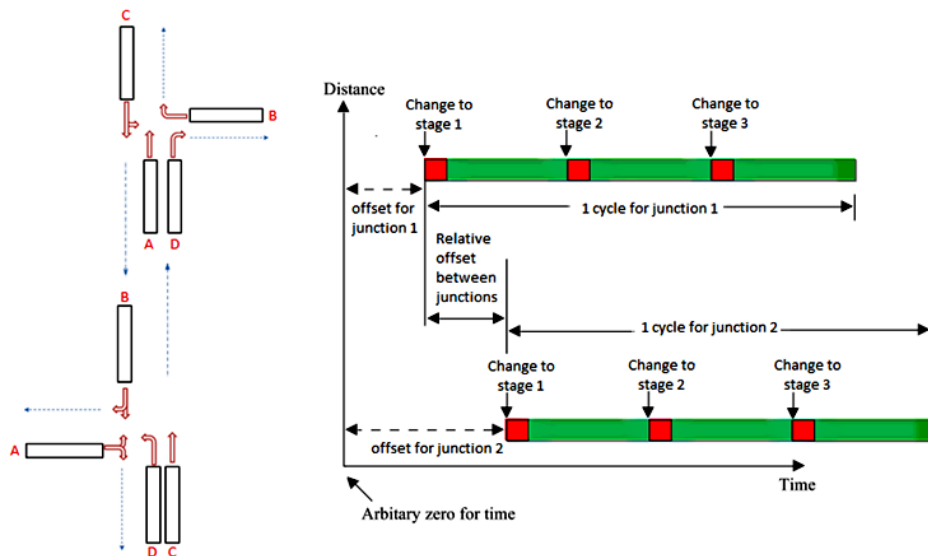 C
B
A D
B
A
D C
Distance
Change to
stage 1
Change to
stage 2
Change to
stage 3
offset for
junction 1
1 cycle for junction 1
Relative
offset
between
junctions
1 cycle for junction 2
Change to
stage 1
Change to
stage 2
Change to
stage 3
offset for junction 2
Time
Arbitary zero for time